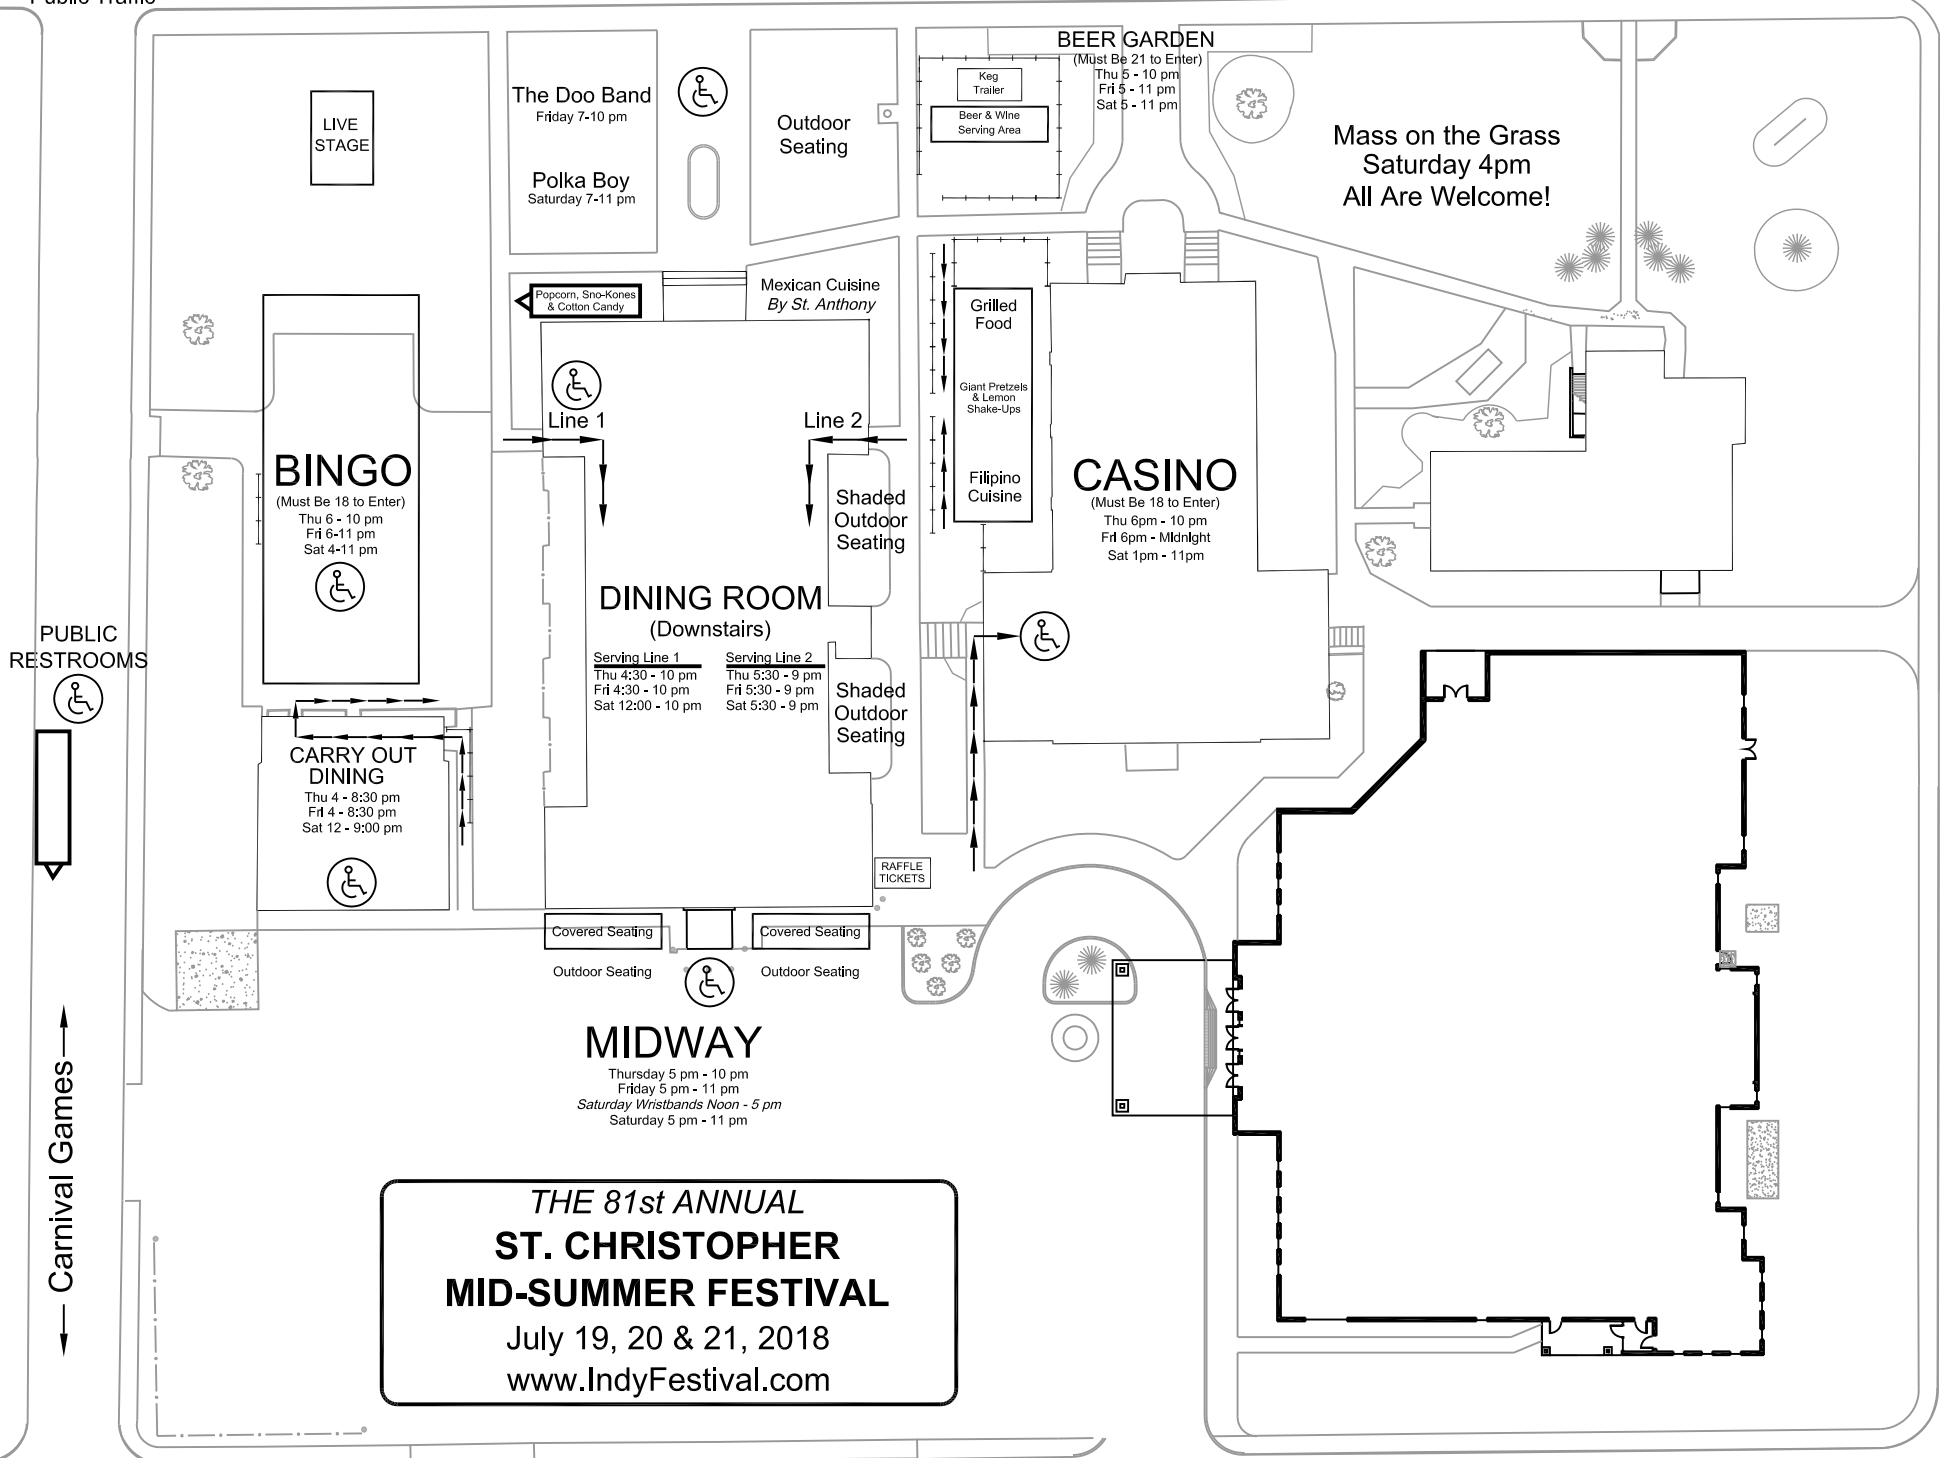 Public Traffic
LIVE
STAGE
The Doo Band
Friday 7-10 pm
Polka Boy
Saturday 7-11 pm
Outdoor
Seating
BEER GARDEN
(Must Be 21 to Enter)
Thu 5 - 10 pm
Fri 5 - 11 pm
Sat 5 - 11 pm
Keg
Trailer
Beer & Wine
Serving Area
Mass on the Grass
Saturday 4pm
All Are Welcome!
Popcorn, Sno-Kones
& Cotton Candy
Mexican Cuisine
By St. Anthony
Grilled
Food
Giant Pretzels
& Lemon
Shake-Ups
Filipino
Cuisine
Line 1
Line 2
BINGO
(Must Be 18 to Enter)
Thu 6 - 10 pm
Fri 6-11 pm
Sat 4-11 pm
Shaded
Outdoor
Seating
CASINO
(Must Be 18 to Enter)
Thu 6pm - 10 pm
Fri 6pm - Midnight
Sat 1pm - 11pm
DINING ROOM
(Downstairs)
Serving Line 1
Thu 4:30 - 10 pm
Fri 4:30 - 10 pm
Sat 12:00 - 10 pm
Serving Line 2
Thu 5:30 - 9 pm
Fri 5:30 - 9 pm
Sat 5:30 - 9 pm
Shaded
Outdoor
Seating
PUBLIC
RESTROOMS
CARRY OUT
DINING
Thu 4 - 8:30 pm
Fri 4 - 8:30 pm
Sat 12 - 9:00 pm
RAFFLE
TICKETS
Covered Seating
Covered Seating
Outdoor Seating
Outdoor Seating
MIDWAY
Thursday 5 pm - 10 pm
Friday 5 pm - 11 pm
Saturday Wristbands Noon - 5 pm
Saturday 5 pm - 11 pm
Carnival Games
THE 81st ANNUAL
ST. CHRISTOPHER
MID-SUMMER FESTIVAL
July 19, 20 & 21, 2018
www.IndyFestival.com